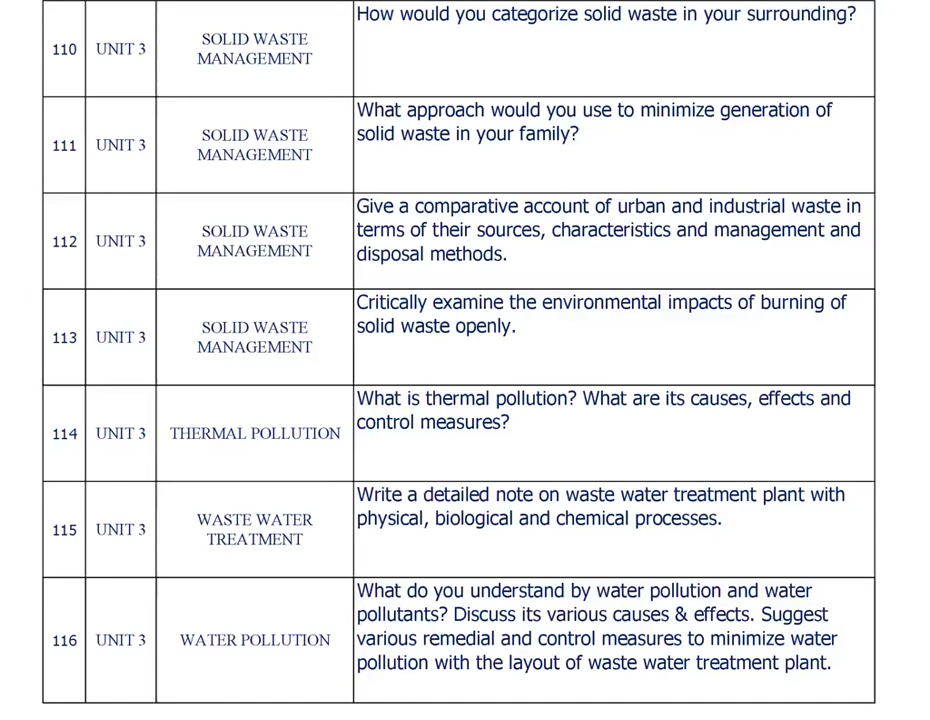 110
UNIT 3
SOLID WASTE
MANAGEMENT
How would you categorize solid waste in your surrounding?
111
UNIT 3
SOLID WASTE
MANAGEMENT
What approach would you use to minimize generation of
solid waste in your family?
112
UNIT 3
SOLID WASTE
MANAGEMENT
Give a comparative account of urban and industrial waste in
terms of their sources, characteristics and management and
disposal methods.
113
UNIT 3
SOLID WASTE
MANAGEMENT
Critically examine the environmental impacts of burning of
solid waste openly.
114
UNIT 3
THERMAL POLLUTION
What is thermal pollution? What are its causes, effects and
control measures?
115
UNIT 3
WASTE WATER
TREATMENT
Write a detailed note on waste water treatment plant with
physical, biological and chemical processes.
116
UNIT 3
WATER POLLUTION
What do you understand by water pollution and water
pollutants? Discuss its various causes & effects. Suggest
various remedial and control measures to minimize water
pollution with the layout of waste water treatment plant.